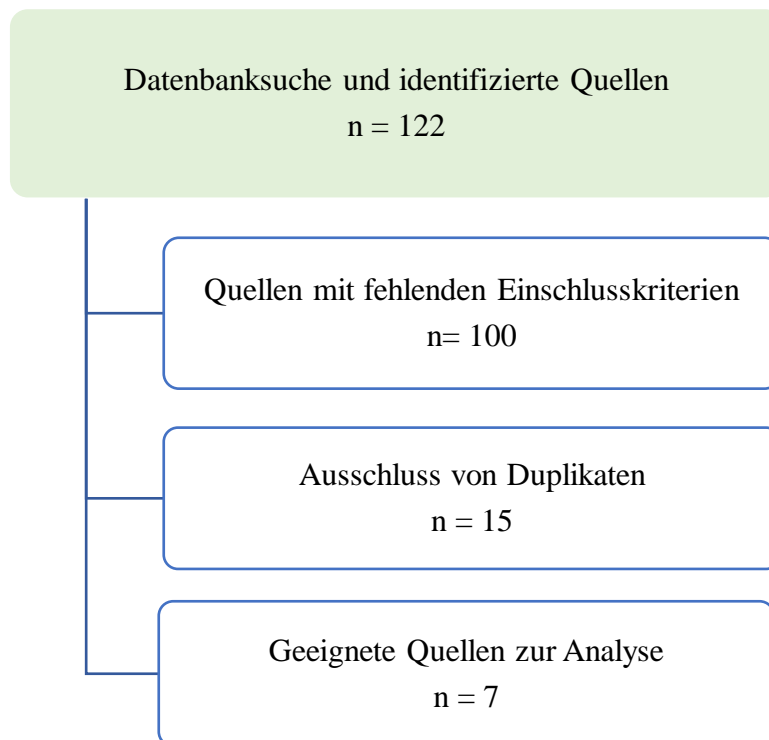 Datenbanksuche und identifizierte Quellen
n = 122
Quellen mit fehlenden Einschlusskriterien
n= 100
Ausschluss von Duplikaten
n = 15
Geeignete Quellen zur Analyse
n = 7